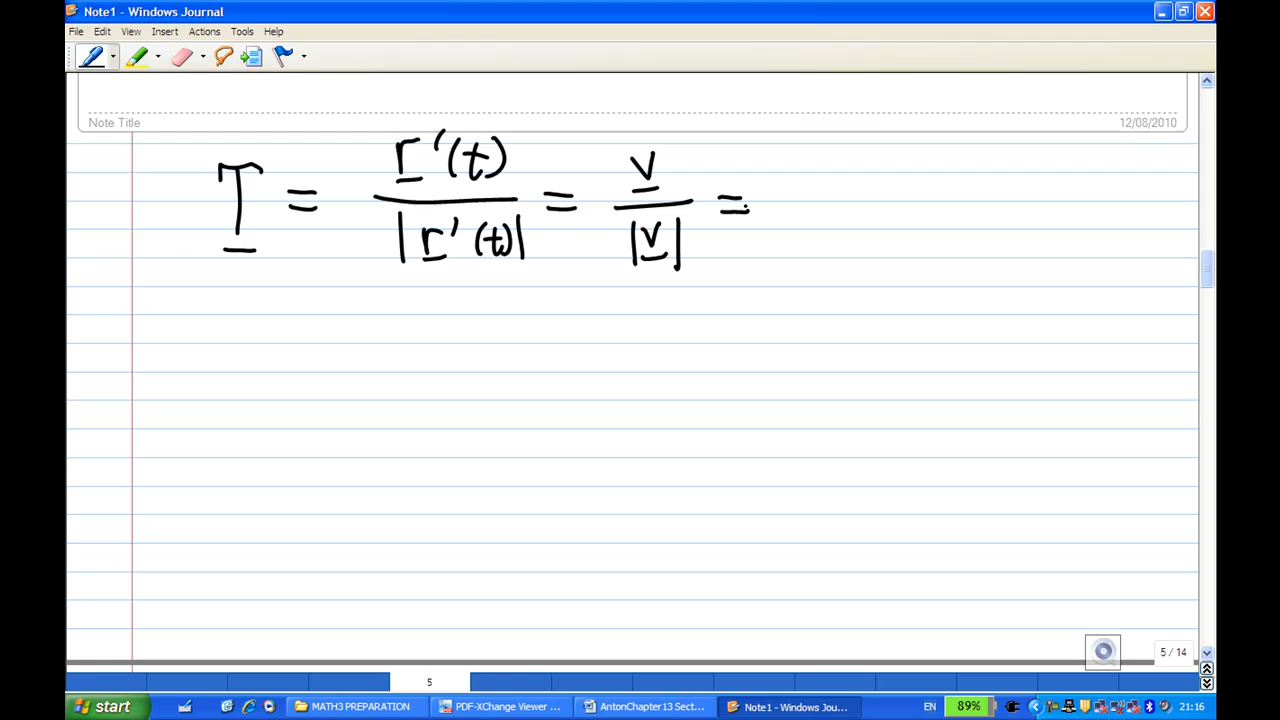 Note1 - Windows Journal
File Edit View Insert Actions Tools Help
Note Title 12/08/2010
T = r'(t) / |r'(t)| = v / |v| =
5 / 14
5
start MATH3 PREPARATION PDF-XChange Viewer ... AntonChapter13 Sect... Note1 - Windows Jou... EN 89% 21:16